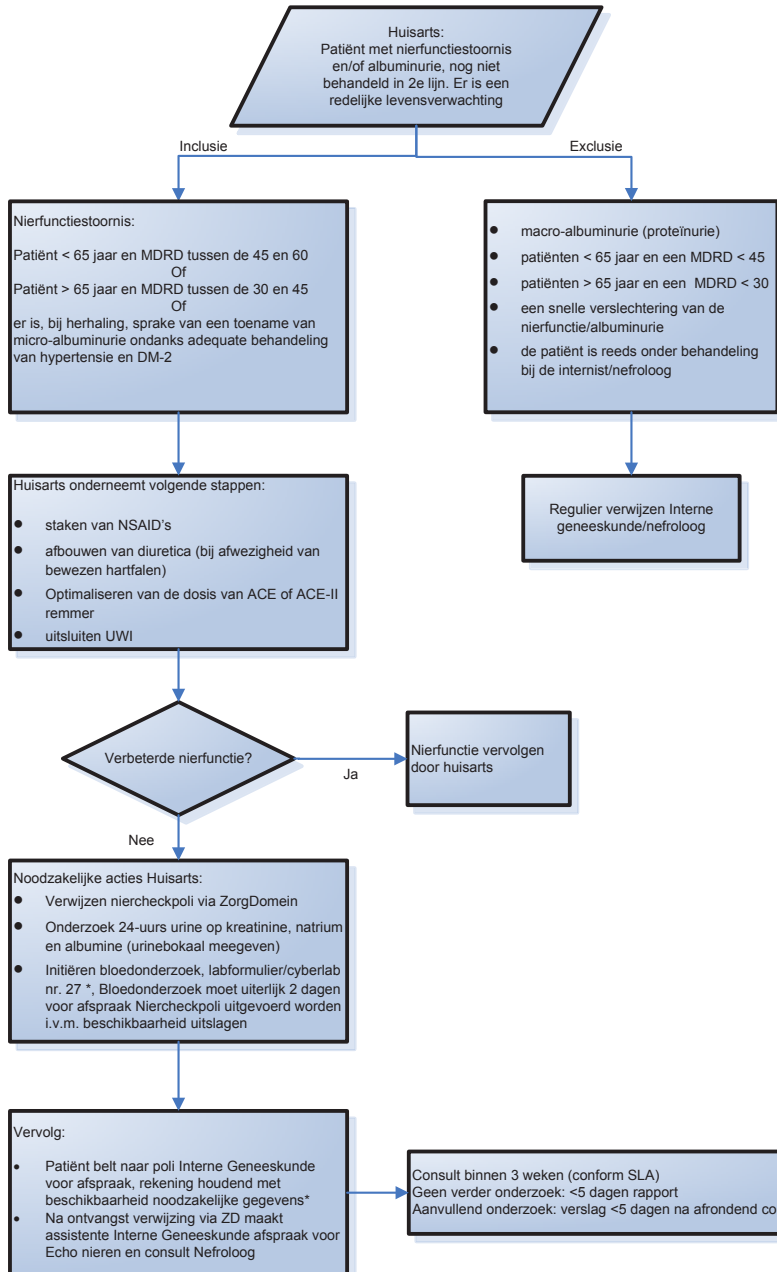 Huisarts:
Patiënt met nierfunctiestoornis
en/of albuminurie, nog niet
behandeld in 2e lijn. Er is een
redelijke levensverwachting
Inclusie
Exclusie
Nierfunctiestoornis:
Patiënt < 65 jaar en MDRD tussen de 45 en 60
Of
Patiënt > 65 jaar en MDRD tussen de 30 en 45
Of
er is, bij herhaling, sprake van een toename van
micro-albuminurie ondanks adequate behandeling
van hypertensie en DM-2
● macro-albuminurie (proteïnurie)
● patiënten < 65 jaar en een MDRD < 45
● patiënten > 65 jaar en een MDRD < 30
● een snelle verslechtering van de
nierfunctie/albuminurie
● de patiënt is reeds onder behandeling
bij de internist/nefroloog
Huisarts onderneemt volgende stappen:
● staken van NSAID's
● afbouwen van diuretica (bij afwezigheid van
bewezen hartfalen)
● Optimaliseren van de dosis van ACE of ACE-II
remmer
● uitsluiten UWI
Regulier verwijzen Interne
geneeskunde/nefroloog
Verbeterde nierfunctie?
Ja
Nierfunctie vervolgen
door huisarts
Nee
Noodzakelijke acties Huisarts:
● Verwijzen niercheckpoli via ZorgDomein
● Onderzoek 24-uurs urine op kreatinine, natrium
en albumine (urinebokaal meegeven)
● Initiëren bloedonderzoek, labformulier/cyberlab
nr. 27 *, Bloedonderzoek moet uiterlijk 2 dagen
voor afspraak Niercheckpoli uitgevoerd worden
i.v.m. beschikbaarheid uitslagen
Vervolg:
• Patiënt belt naar poli Interne Geneeskunde
voor afspraak, rekening houdend met
beschikbaarheid noodzakelijke gegevens*
• Na ontvangst verwijzing via ZD maakt
assistente Interne Geneeskunde afspraak voor
Echo nieren en consult Nefroloog
Consult binnen 3 weken (conform SLA)
Geen verder onderzoek: <5 dagen rapport
Aanvullend onderzoek: verslag <5 dagen na afrondend co